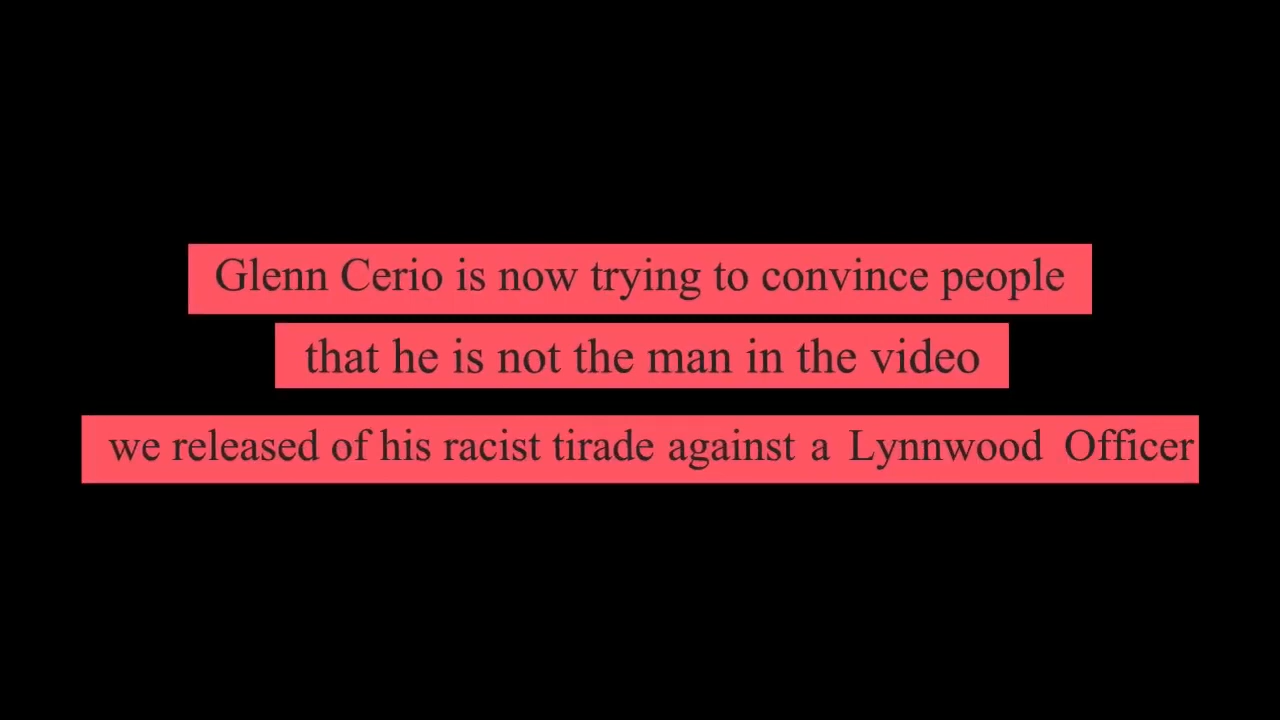 Glenn Cerio is now trying to convince people
that he is not the man in the video
we released of his racist tirade against a Lynnwood Officer